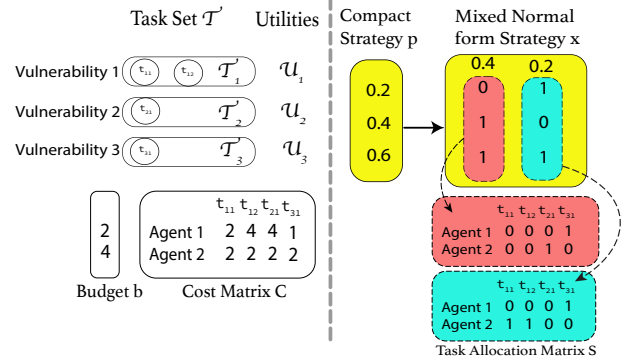 Task Set 𝒯
Utilities
Vulnerability 1 t₁₁ t₁₂ 𝒯₁ 𝒰₁
Vulnerability 2 t₂₁ 𝒯₂ 𝒰₂
Vulnerability 3 t₃₁ 𝒯₃ 𝒰₃
2
4
Budget b
t₁₁ t₁₂ t₂₁ t₃₁
Agent 1 2 4 4 1
Agent 2 2 2 2 2
Cost Matrix C
Compact
Strategy p
0.2
0.4
0.6
Mixed Normal
form Strategy x
0.4 0.2
0 1
1 0
1 1
t₁₁ t₁₂ t₂₁ t₃₁
Agent 1 0 0 0 1
Agent 2 0 0 1 0
t₁₁ t₁₂ t₂₁ t₃₁
Agent 1 0 0 0 1
Agent 2 1 1 0 0
Task Allocation Matrix S